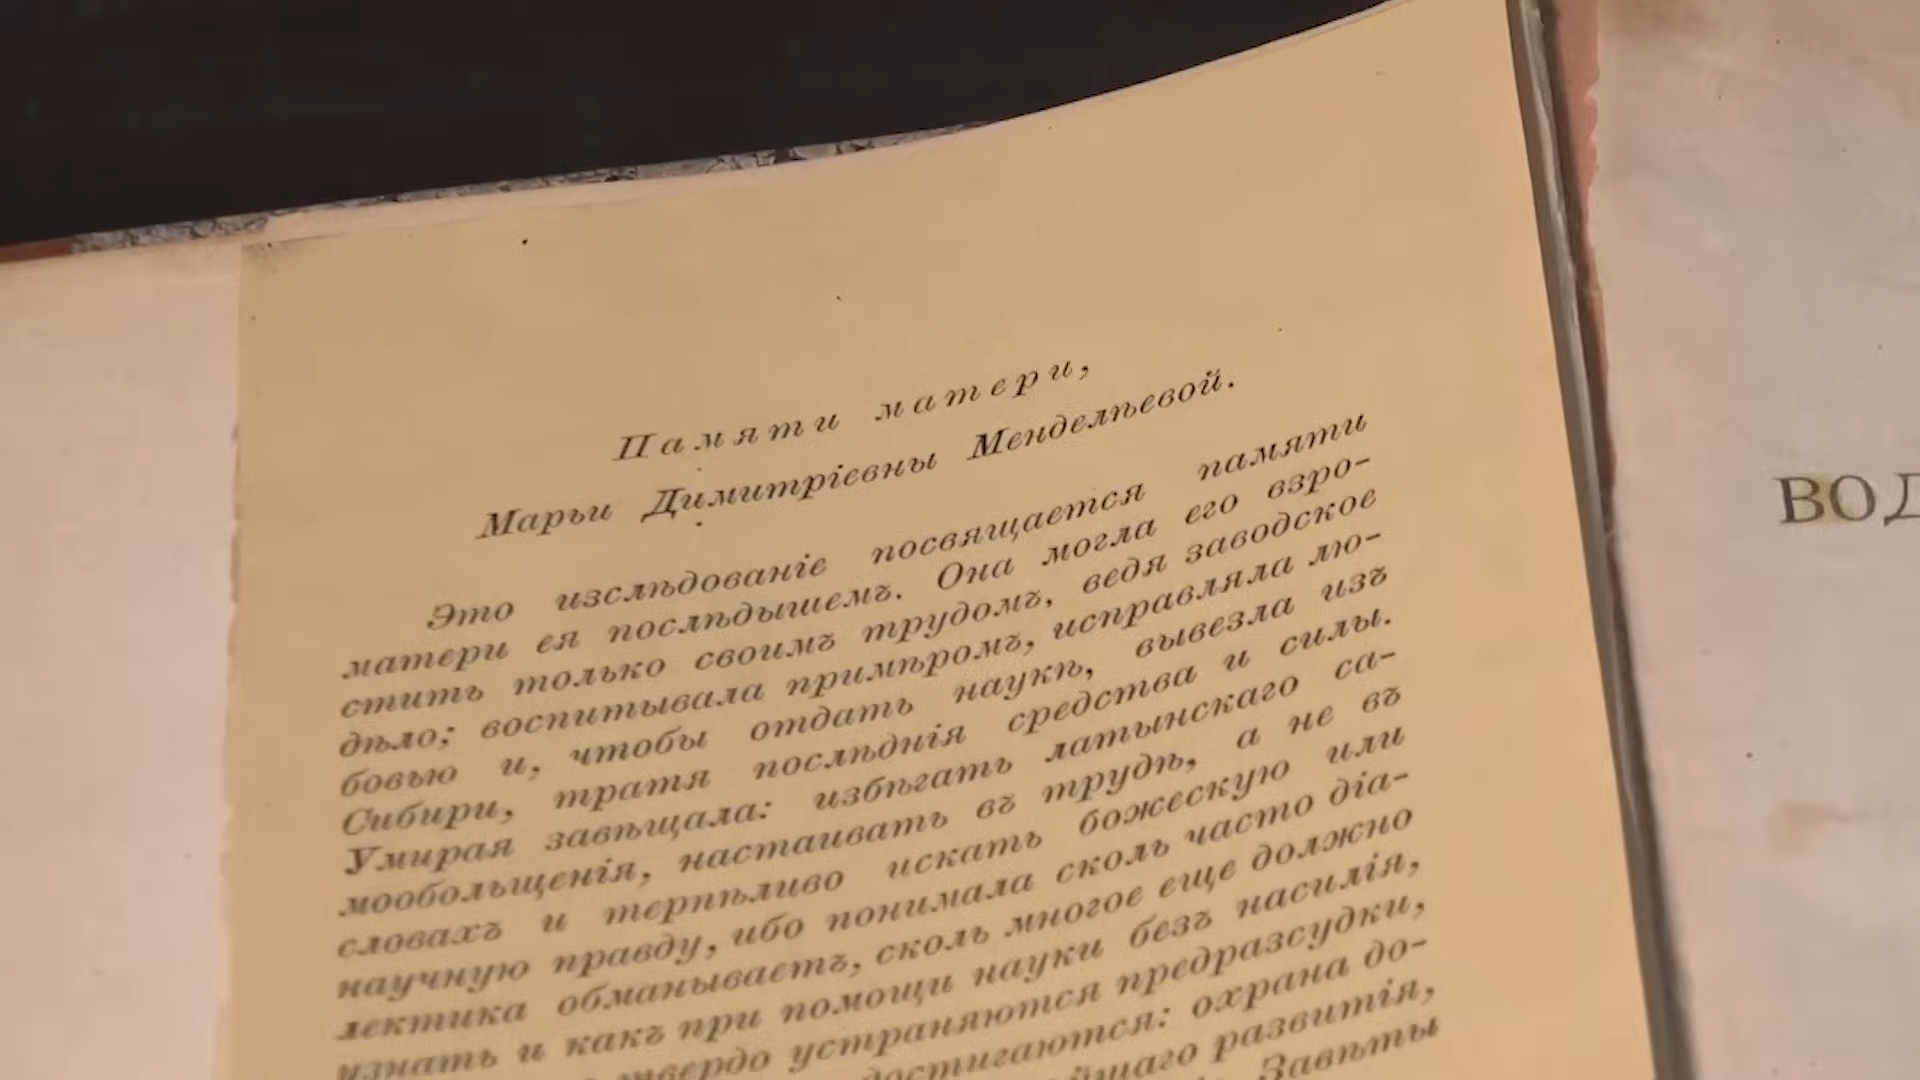 Памяти матери,
Марьи Димитріевны Менделѣевой.
Это изслѣдованіе посвящается памяти
матери ея послѣдышемъ. Она могла его взро-
стить только своимъ трудомъ, ведя заводское
дѣло; воспитывала примѣромъ, исправляла лю-
бовью и, чтобы отдать наукѣ, вывезла изъ
Сибири, тратя послѣднія средства и силы.
Умирая завѣщала: избѣгать латынскаго са-
мообольщенія, настаивать въ трудѣ, а не въ
словахъ и терпѣливо искать божескую или
научную правду, ибо понимала сколь часто діа-
лектика обманываетъ, сколь многое еще должно
узнать и какъ при помощи науки безъ насилія,
твердо устраняются предразсудки,
достигаются: охрана до-
развитія,
Завѣты
ВОД